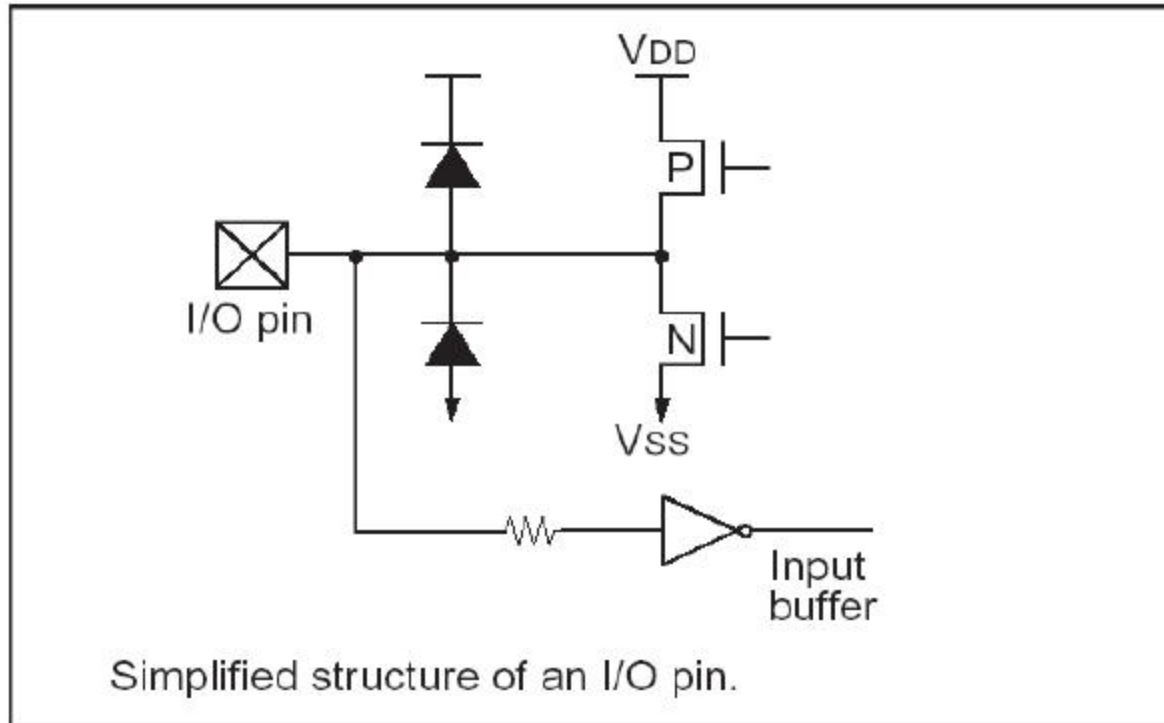 VDD
P
I/O pin
N
VSS
Input
buffer
Simplified structure of an I/O pin.